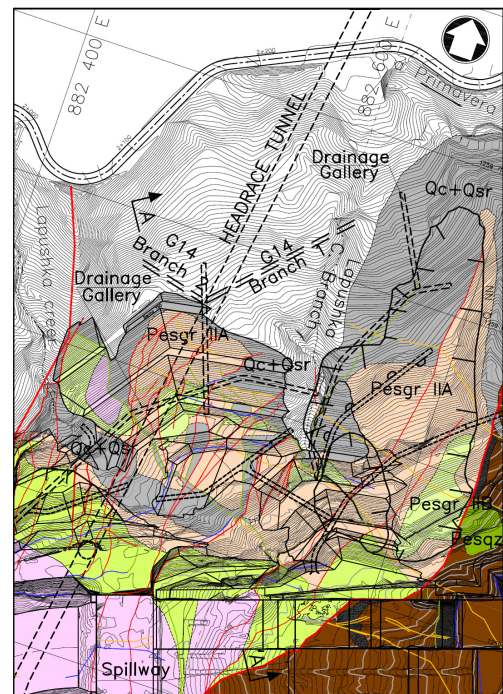 882 400 E
882 600 E
Q. Primavera
Drainage
Gallery
Qc+Qsr
HEADRACE TUNNEL
A
G14
Branch
G14
Branch
Lapushka creek
Lapushka
C. Branch
Drainage
Gallery
Pesgr IIIA
Qc+Qsr
Pesgr IIA
Qc+Qsr
Pesgr IIB
Pesqz
Spillway
A